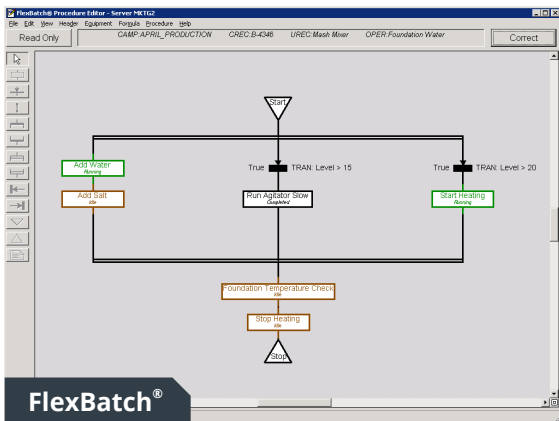 FlexBatch® Procedure Editor - Server MKTG2
File Edit View Header Equipment Formula Procedure Help
Read Only CAMP:APRIL_PRODUCTION CREC:B-4346 UREC:Mash Mixer OPER:Foundation Water Correct
Start
Add Water
Running
True TRAN: Level > 15
True TRAN: Level > 20
Add Salt
Idle
Run Agitator Slow
Completed
Start Heating
Running
Foundation Temperature Check
Idle
Stop Heating
Idle
Stop
FlexBatch®